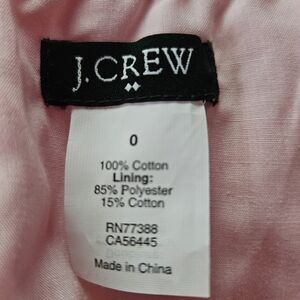 J.CREW
0
100% Cotton
Lining:
85% Polyester
15% Cotton
RN77388
CA56445
Made in China